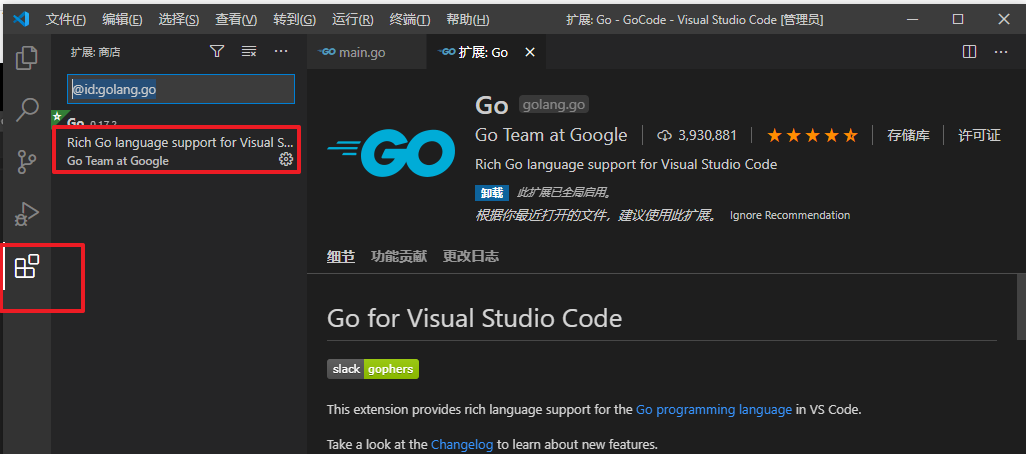 文件(F) 编辑(E) 选择(S) 查看(V) 转到(G) 运行(R) 终端(T) 帮助(H) 扩展: Go - GoCode - Visual Studio Code [管理员]
扩展: 商店
@id:golang.go
Go 0.17.2
Rich Go language support for Visual S...
Go Team at Google
GO main.go GO 扩展: Go
GO
Go golang.go
Go Team at Google 3,930,881 存储库 许可证
Rich Go language support for Visual Studio Code
卸载 此扩展已全局启用。
根据你最近打开的文件，建议使用此扩展。 Ignore Recommendation
细节 功能贡献 更改日志
Go for Visual Studio Code
slack gophers
This extension provides rich language support for the Go programming language in VS Code.
Take a look at the Changelog to learn about new features.